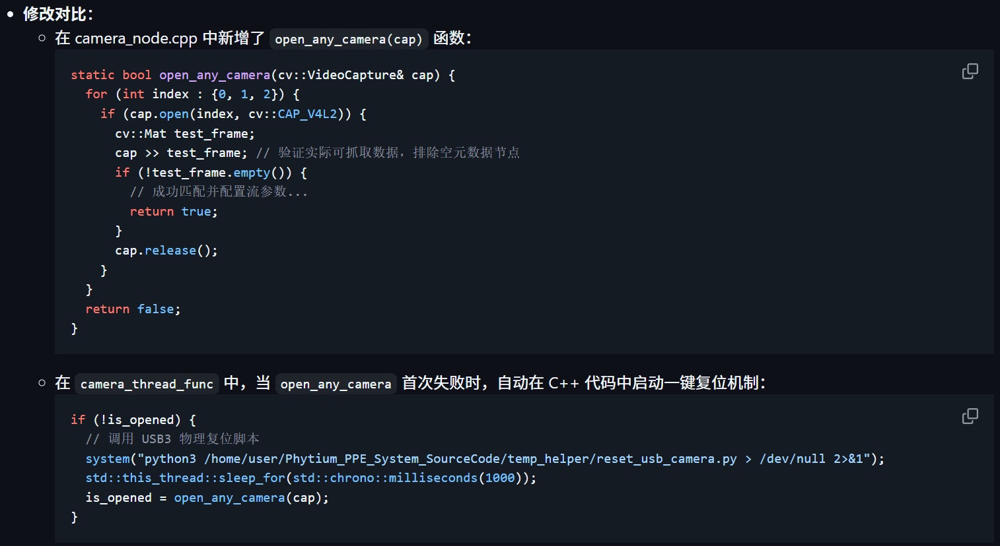 修改对比：
在 camera_node.cpp 中新增了 open_any_camera(cap) 函数：
static bool open_any_camera(cv::VideoCapture& cap) {
  for (int index : {0, 1, 2}) {
    if (cap.open(index, cv::CAP_V4L2)) {
      cv::Mat test_frame;
      cap >> test_frame; // 验证实际可抓取数据，排除空元数据节点
      if (!test_frame.empty()) {
        // 成功匹配并配置流参数...
        return true;
      }
      cap.release();
    }
  }
  return false;
}
在 camera_thread_func 中，当 open_any_camera 首次失败时，自动在 C++ 代码中启动一键复位机制：
if (!is_opened) {
  // 调用 USB3 物理复位脚本
  system("python3 /home/user/Phytium_PPE_System_SourceCode/temp_helper/reset_usb_camera.py > /dev/null 2>&1");
  std::this_thread::sleep_for(std::chrono::milliseconds(1000));
  is_opened = open_any_camera(cap);
}